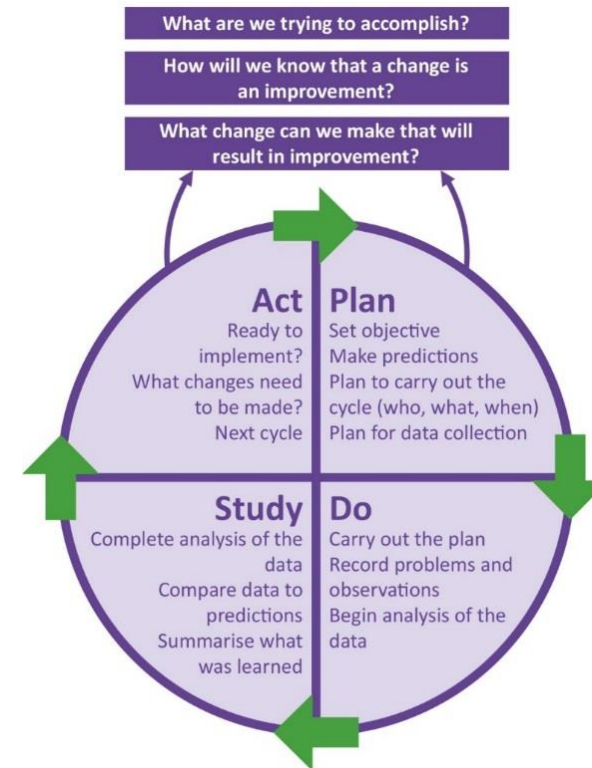 What are we trying to accomplish?
How will we know that a change is
an improvement?
What change can we make that will
result in improvement?
Act
Ready to
implement?
What changes need
to be made?
Next cycle
Plan
Set objective
Make predictions
Plan to carry out the
cycle (who, what, when)
Plan for data collection
Study
Complete analysis of the
data
Compare data to
predictions
Summarise what
was learned
Do
Carry out the plan
Record problems and
observations
Begin analysis of the
data